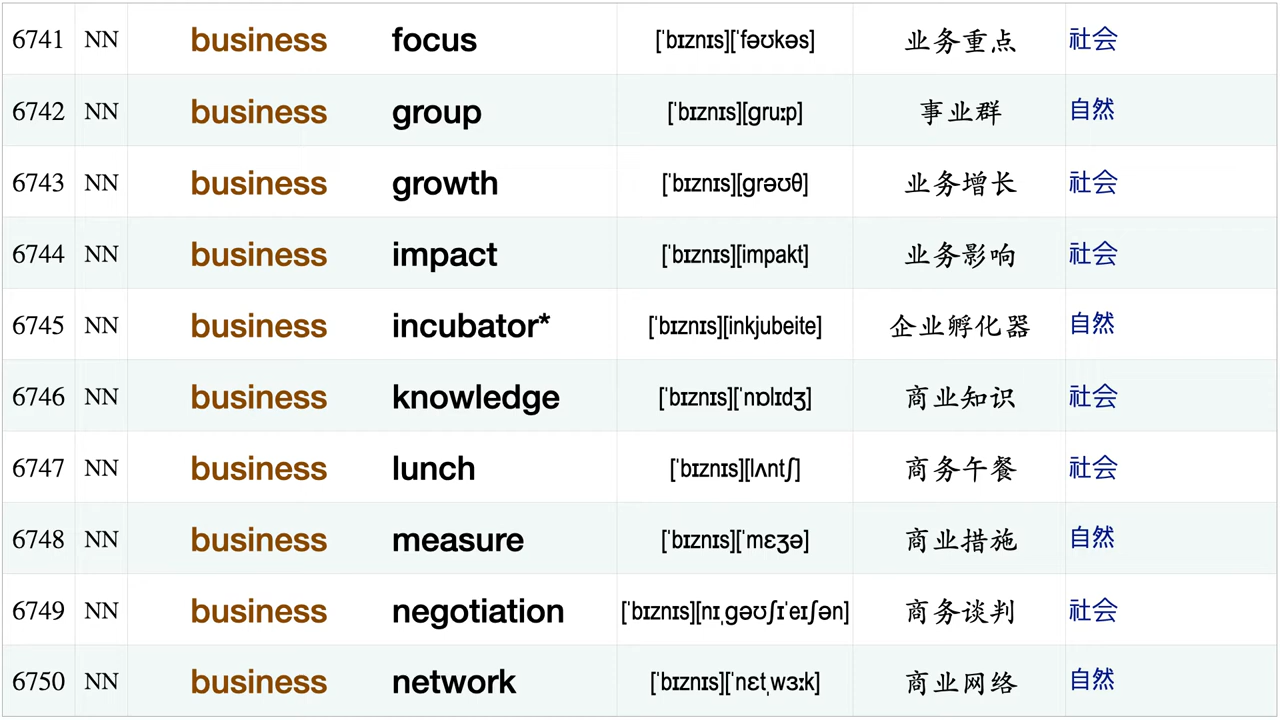 6741 NN business focus [ˈbɪznɪs][ˈfəʊkəs] 业务重点 社会
6742 NN business group [ˈbɪznɪs][gruːp] 事业群 自然
6743 NN business growth [ˈbɪznɪs][grəʊθ] 业务增长 社会
6744 NN business impact [ˈbɪznɪs][impakt] 业务影响 社会
6745 NN business incubator* [ˈbɪznɪs][inkjubeite] 企业孵化器 自然
6746 NN business knowledge [ˈbɪznɪs][ˈnɒlɪdʒ] 商业知识 社会
6747 NN business lunch [ˈbɪznɪs][lʌntʃ] 商务午餐 社会
6748 NN business measure [ˈbɪznɪs][ˈmɛʒə] 商业措施 自然
6749 NN business negotiation [ˈbɪznɪs][nɪˌgəʊʃɪˈeɪʃən] 商务谈判 社会
6750 NN business network [ˈbɪznɪs][ˈnɛtˌwɜːk] 商业网络 自然